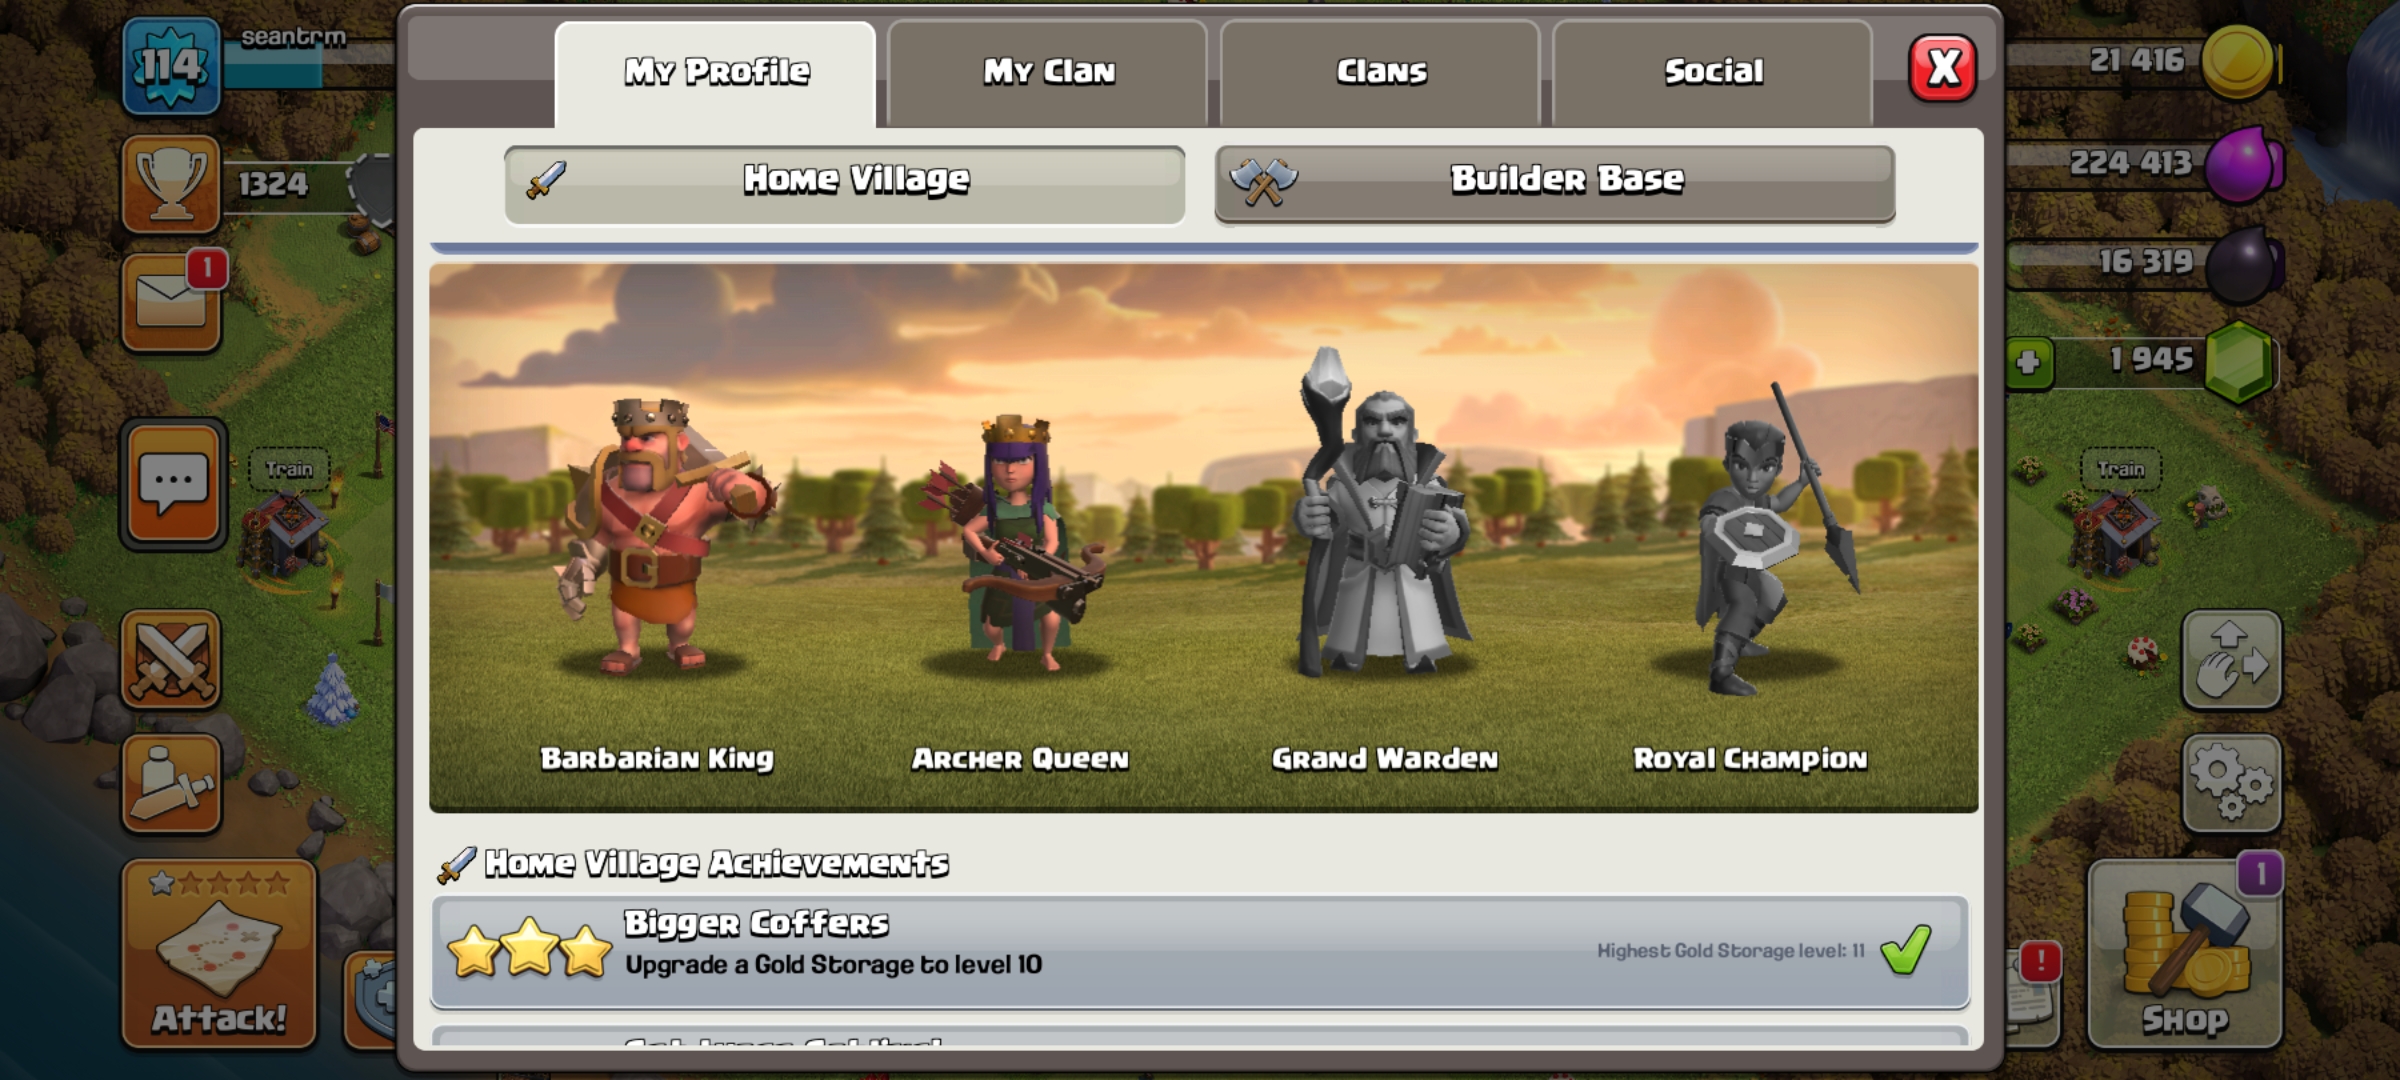 114
seantrm
My Profile
My Clan
Clans
Social
X
21 416
1324
Home Village
Builder Base
224 413
1
16 319
1 945
Train
Train
Barbarian King
Archer Queen
Grand Warden
Royal Champion
Home Village Achievements
Bigger Coffers
Upgrade a Gold Storage to level 10
Highest Gold Storage level: 11
1
!
Attack!
Shop